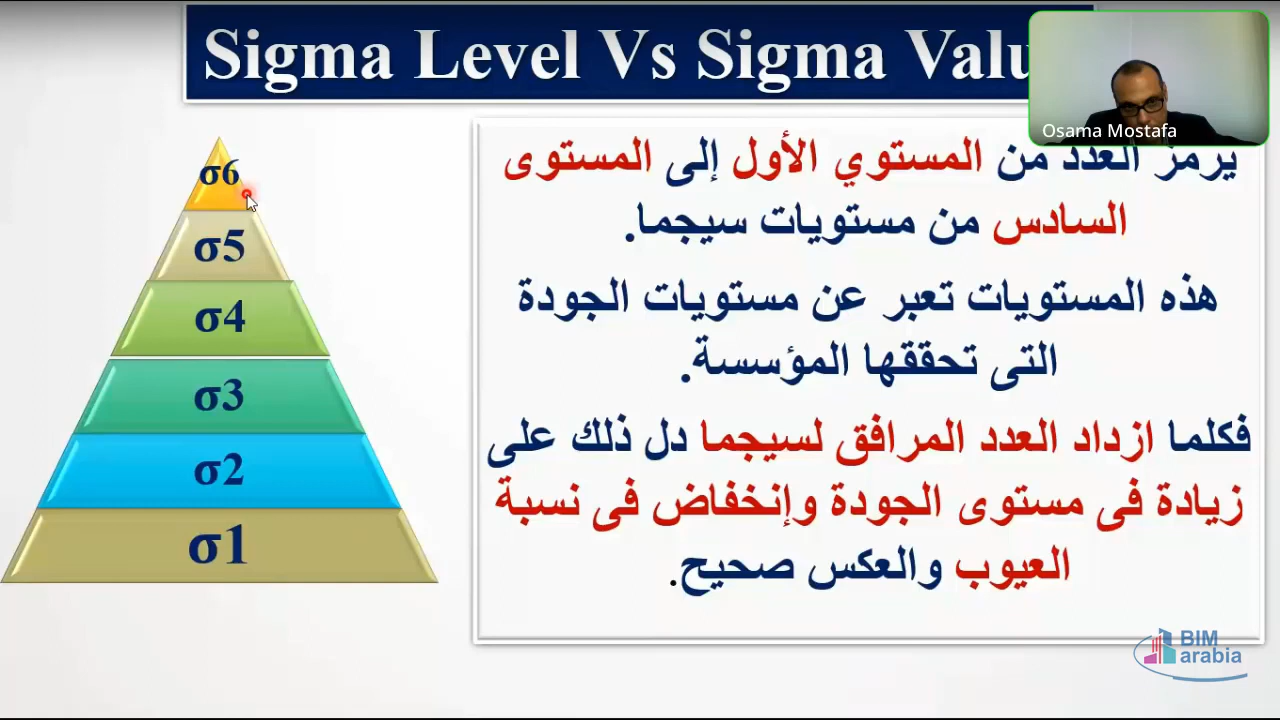 Sigma Level Vs Sigma Valu
Osama Mostafa
σ6
σ5
σ4
σ3
σ2
σ1
يرمز العدد من المستوي الأول إلى المستوى
السادس من مستويات سيجما.
هذه المستويات تعبر عن مستويات الجودة
التى تحققها المؤسسة.
فكلما ازداد العدد المرافق لسيجما دل ذلك على
زيادة فى مستوى الجودة وإنخفاض فى نسبة
العيوب والعكس صحيح.
BIM
arabia